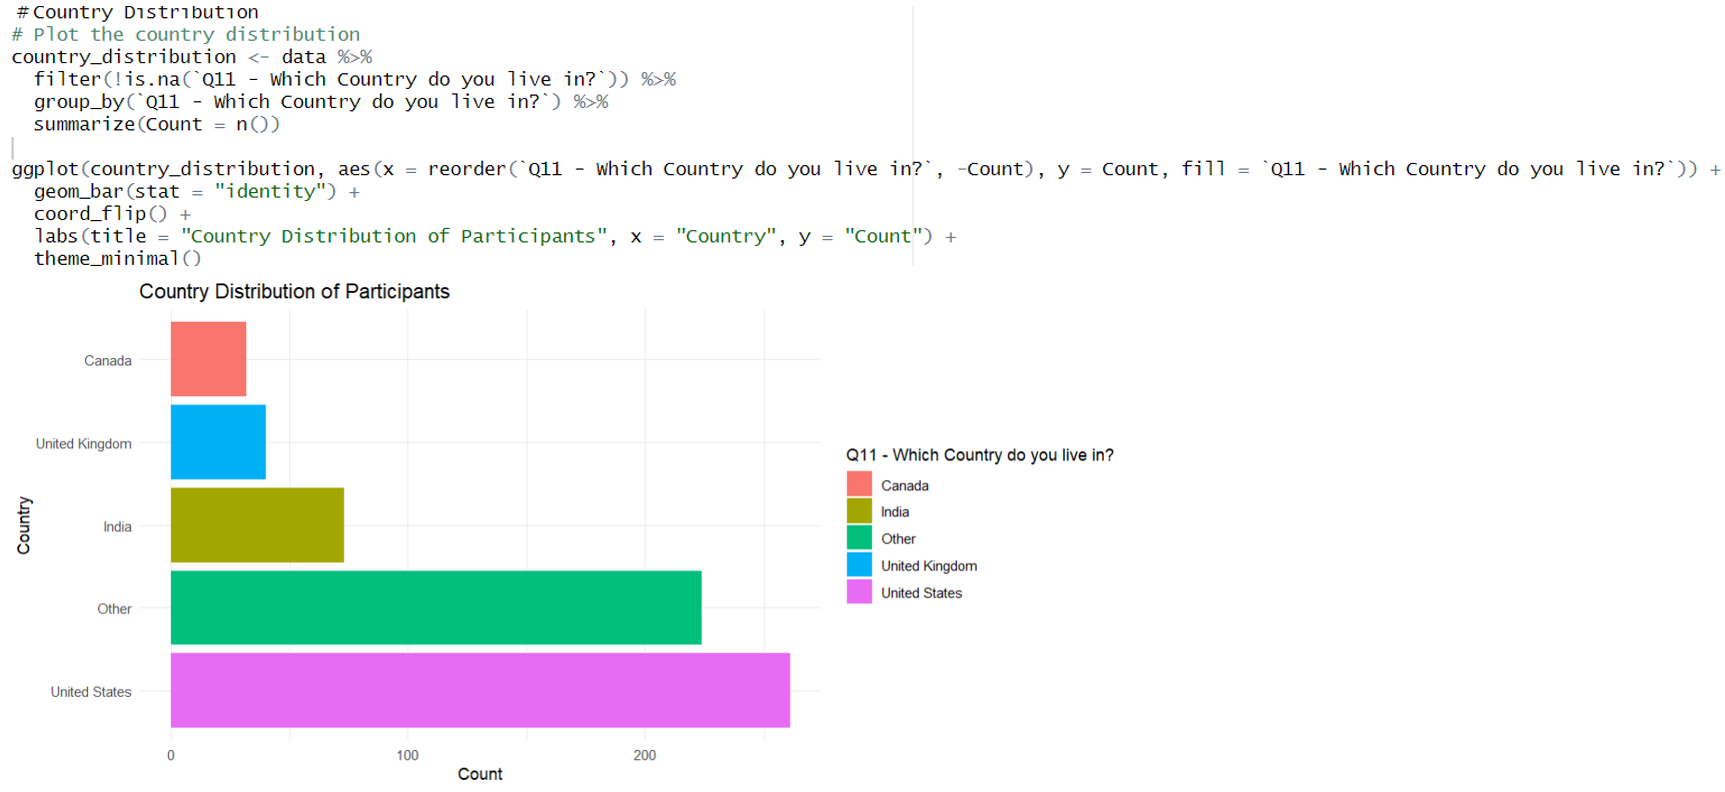 #Country Distribution
# Plot the country distribution
country_distribution <- data %>%
filter(!is.na(`Q11 - Which Country do you live in?`)) %>%
group_by(`Q11 - Which Country do you live in?`) %>%
summarize(Count = n())
ggplot(country_distribution, aes(x = reorder(`Q11 - Which Country do you live in?`, -Count), y = Count, fill = `Q11 - Which Country do you live in?`)) +
geom_bar(stat = "identity") +
coord_flip() +
labs(title = "Country Distribution of Participants", x = "Country", y = "Count") +
theme_minimal()
Country Distribution of Participants
Canada
United Kingdom
India
Other
United States
Country
0 100 200
Count
Q11 - Which Country do you live in?
Canada
India
Other
United Kingdom
United States